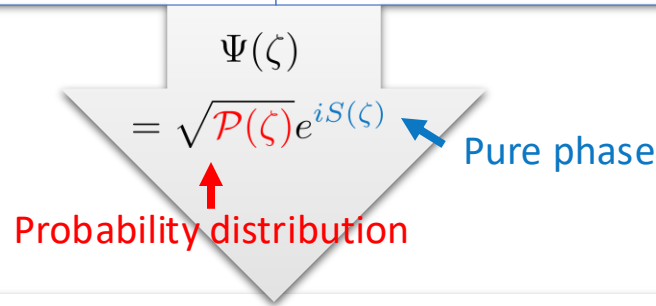 Ψ(ζ)
= √𝒫(ζ)e^{iS(ζ)}
Pure phase
Probability distribution